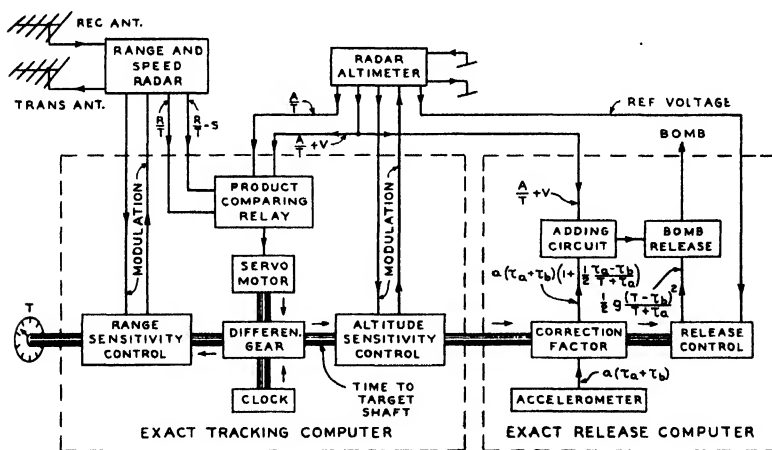 REC ANT.
TRANS ANT.
RANGE AND
SPEED
RADAR
RADAR
ALTIMETER
A/T
REF VOLTAGE
R/T
R/T - S
A/T + V
BOMB
MODULATION
PRODUCT
COMPARING
RELAY
MODULATION
A/T + V
ADDING
CIRCUIT
BOMB
RELEASE
SERVO
MOTOR
a(τa+τb)(1+ 1/2 (τa-τb)/(T+τa))
1/2 g (T-τb)²/(T+τa)
T
RANGE
SENSITIVITY
CONTROL
DIFFEREN.
GEAR
ALTITUDE
SENSITIVITY
CONTROL
CORRECTION
FACTOR
RELEASE
CONTROL
CLOCK
TIME TO
TARGET
SHAFT
a(τa+τb)
ACCELEROMETER
EXACT TRACKING COMPUTER
EXACT RELEASE COMPUTER